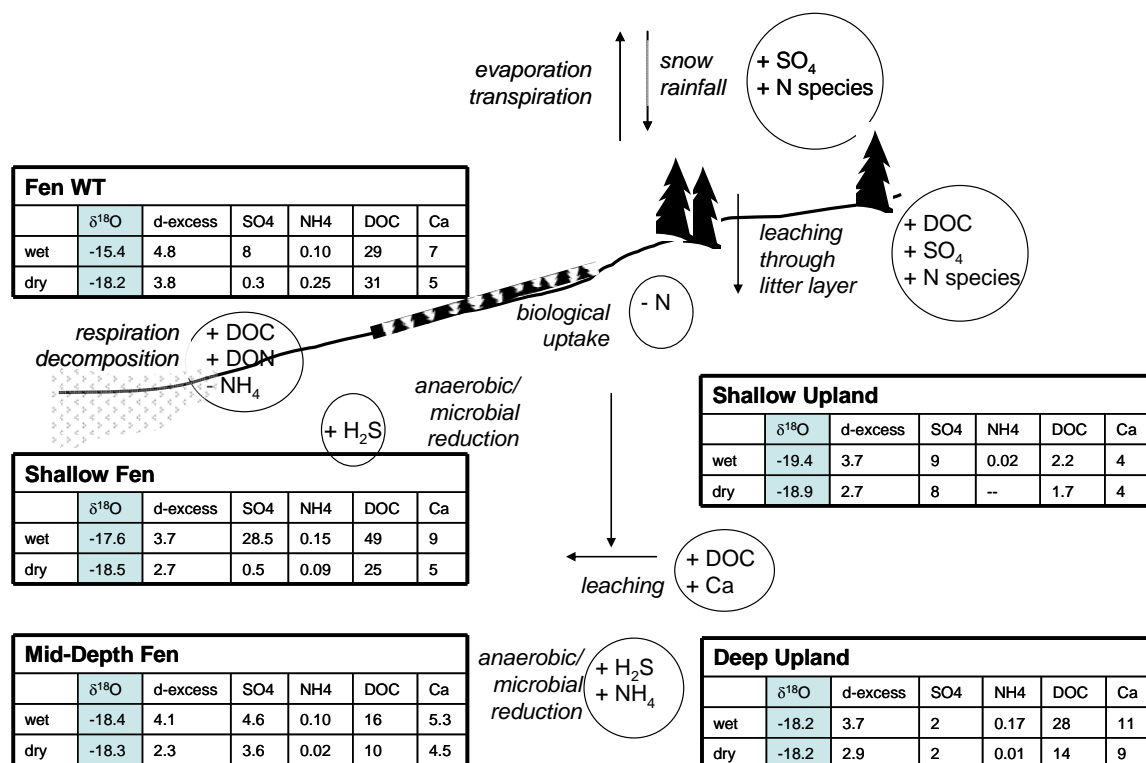 evaporation
transpiration
snow
rainfall
+ SO4
+ N species
Fen WT
δ18O d-excess SO4 NH4 DOC Ca
wet -15.4 4.8 8 0.10 29 7
dry -18.2 3.8 0.3 0.25 31 5
leaching
through
litter layer
+ DOC
+ SO4
+ N species
biological
uptake
- N
respiration
decomposition
+ DOC
+ DON
- NH4
anaerobic/
microbial
reduction
+ H2S
Shallow Upland
δ18O d-excess SO4 NH4 DOC Ca
wet -19.4 3.7 9 0.02 2.2 4
dry -18.9 2.7 8 -- 1.7 4
Shallow Fen
δ18O d-excess SO4 NH4 DOC Ca
wet -17.6 3.7 28.5 0.15 49 9
dry -18.5 2.7 0.5 0.09 25 5
leaching
+ DOC
+ Ca
Mid-Depth Fen
δ18O d-excess SO4 NH4 DOC Ca
wet -18.4 4.1 4.6 0.10 16 5.3
dry -18.3 2.3 3.6 0.02 10 4.5
anaerobic/
microbial
reduction
+ H2S
+ NH4
Deep Upland
δ18O d-excess SO4 NH4 DOC Ca
wet -18.2 3.7 2 0.17 28 11
dry -18.2 2.9 2 0.01 14 9